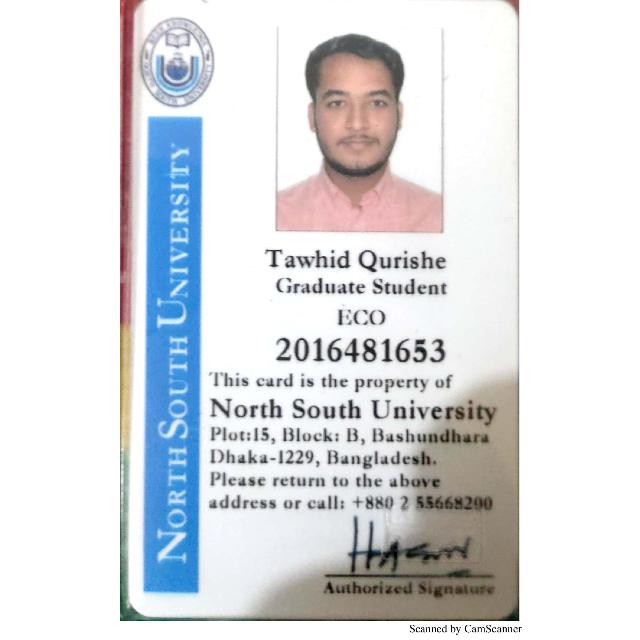 NORTH SOUTH UNIVERSITY
Tawhid Qurishe
Graduate Student
ECO
2016481653
This card is the property of
North South University
Plot:15, Block: B, Bashundhara
Dhaka-1229, Bangladesh.
Please return to the above
address or call: +880 2 55668200
Authorized Signature
Scanned by CamScanner